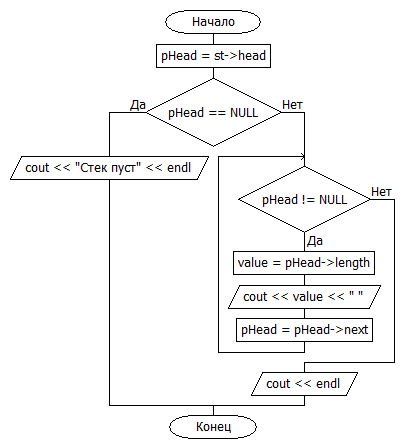 Начало
pHead = st->head
Да
pHead == NULL
Нет
cout << "Стек пуст" << endl
pHead != NULL
Нет
Да
value = pHead->length
cout << value << " "
pHead = pHead->next
cout << endl
Конец